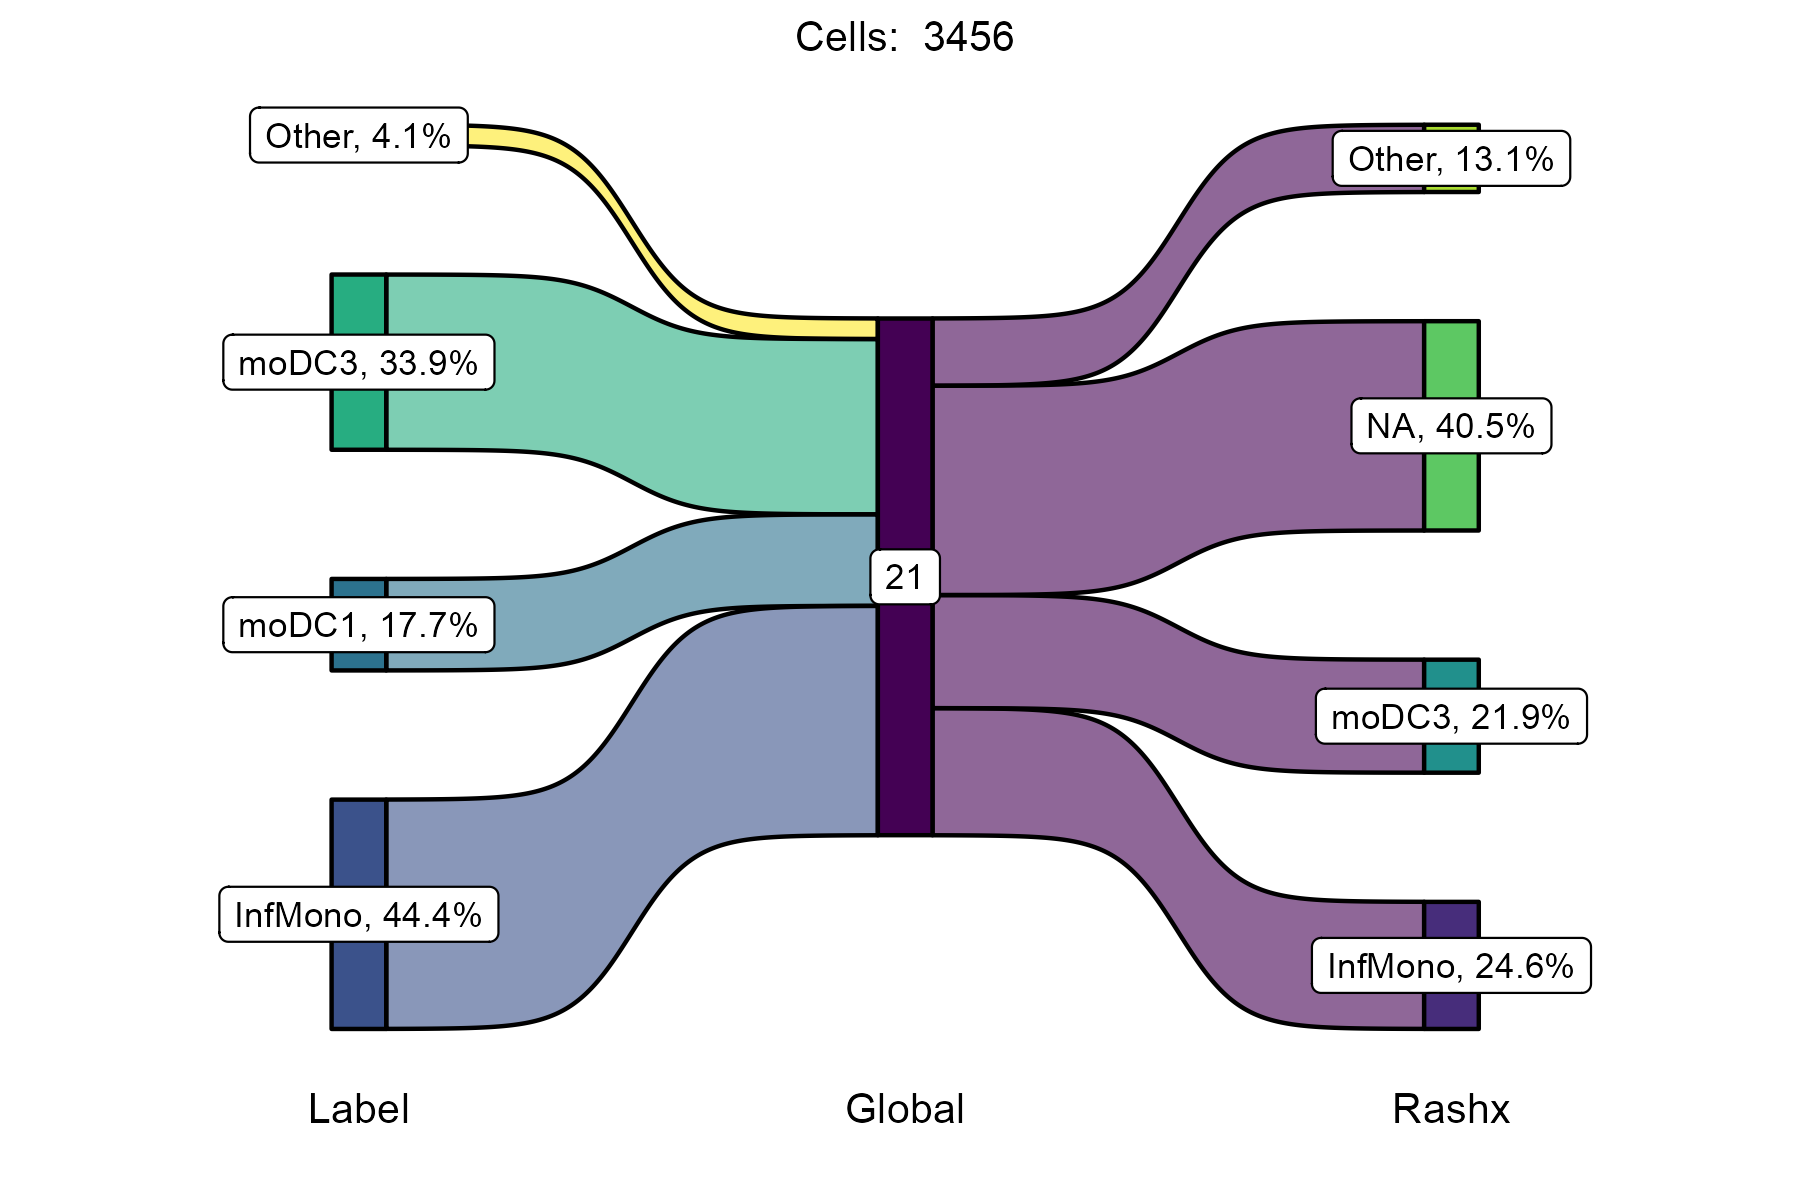 Cells:  3456
Other, 4.1%
Other, 13.1%
moDC3, 33.9%
NA, 40.5%
21
moDC1, 17.7%
moDC3, 21.9%
InfMono, 44.4%
InfMono, 24.6%
Label
Global
Rashx